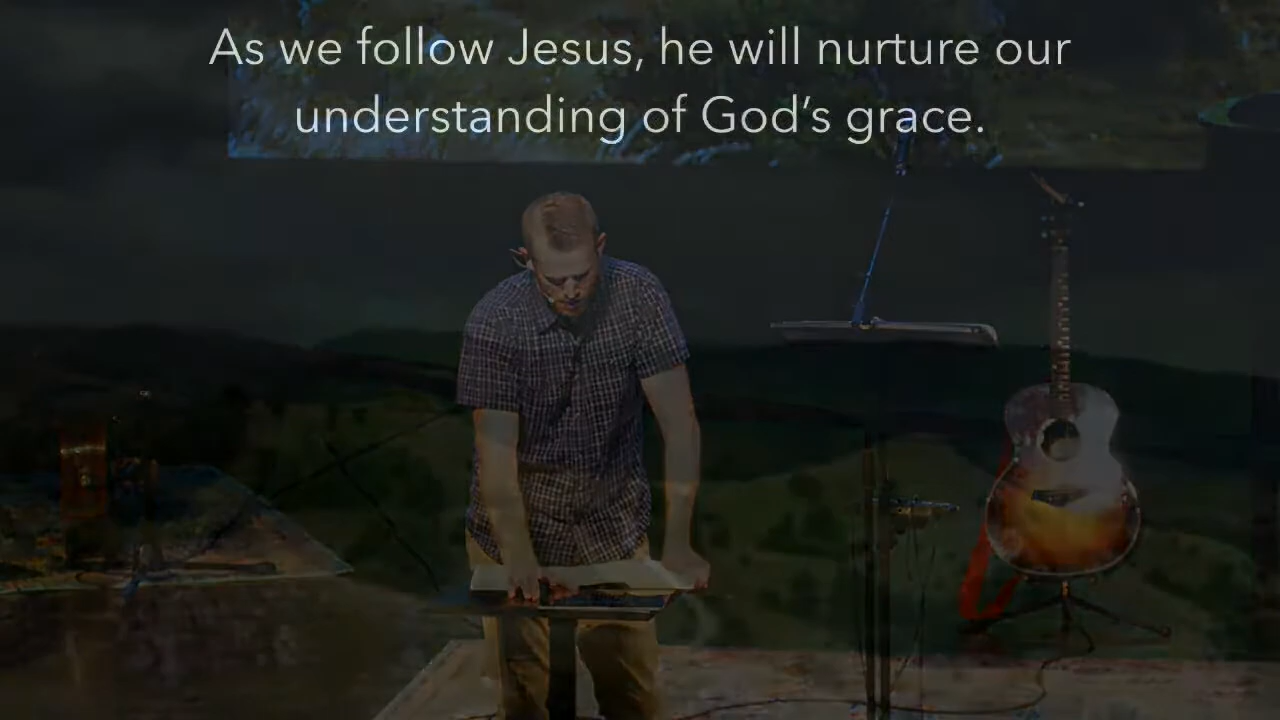 As we follow Jesus, he will nurture our
understanding of God's grace.